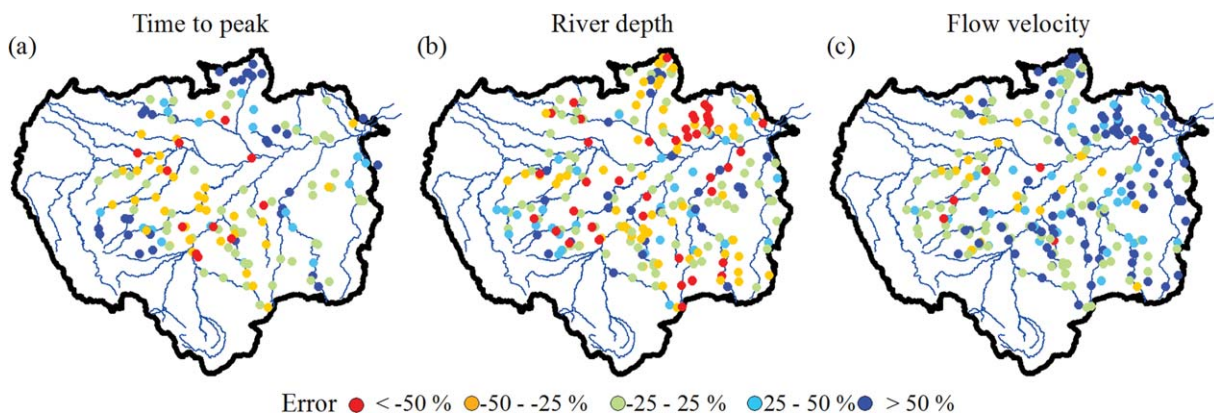 Time to peak
River depth
Flow velocity
(a)
(b)
(c)
Error < -50 % -50 - -25 % -25 - 25 % 25 - 50 % > 50 %